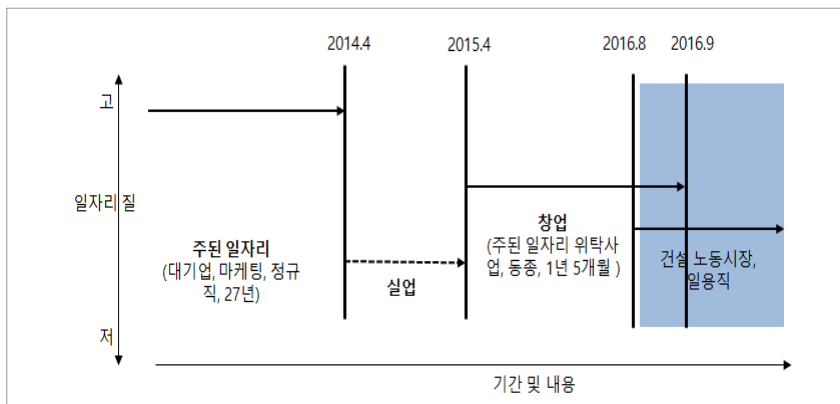 2014.4
2015.4
2016.8
2016.9
고
일자리 질
저
주된 일자리
(대기업, 마케팅, 정규
직, 27년)
실업
창업
(주된 일자리 위탁사
업, 동종, 1년 5개월 )
건설 노동시장,
일용직
기간 및 내용